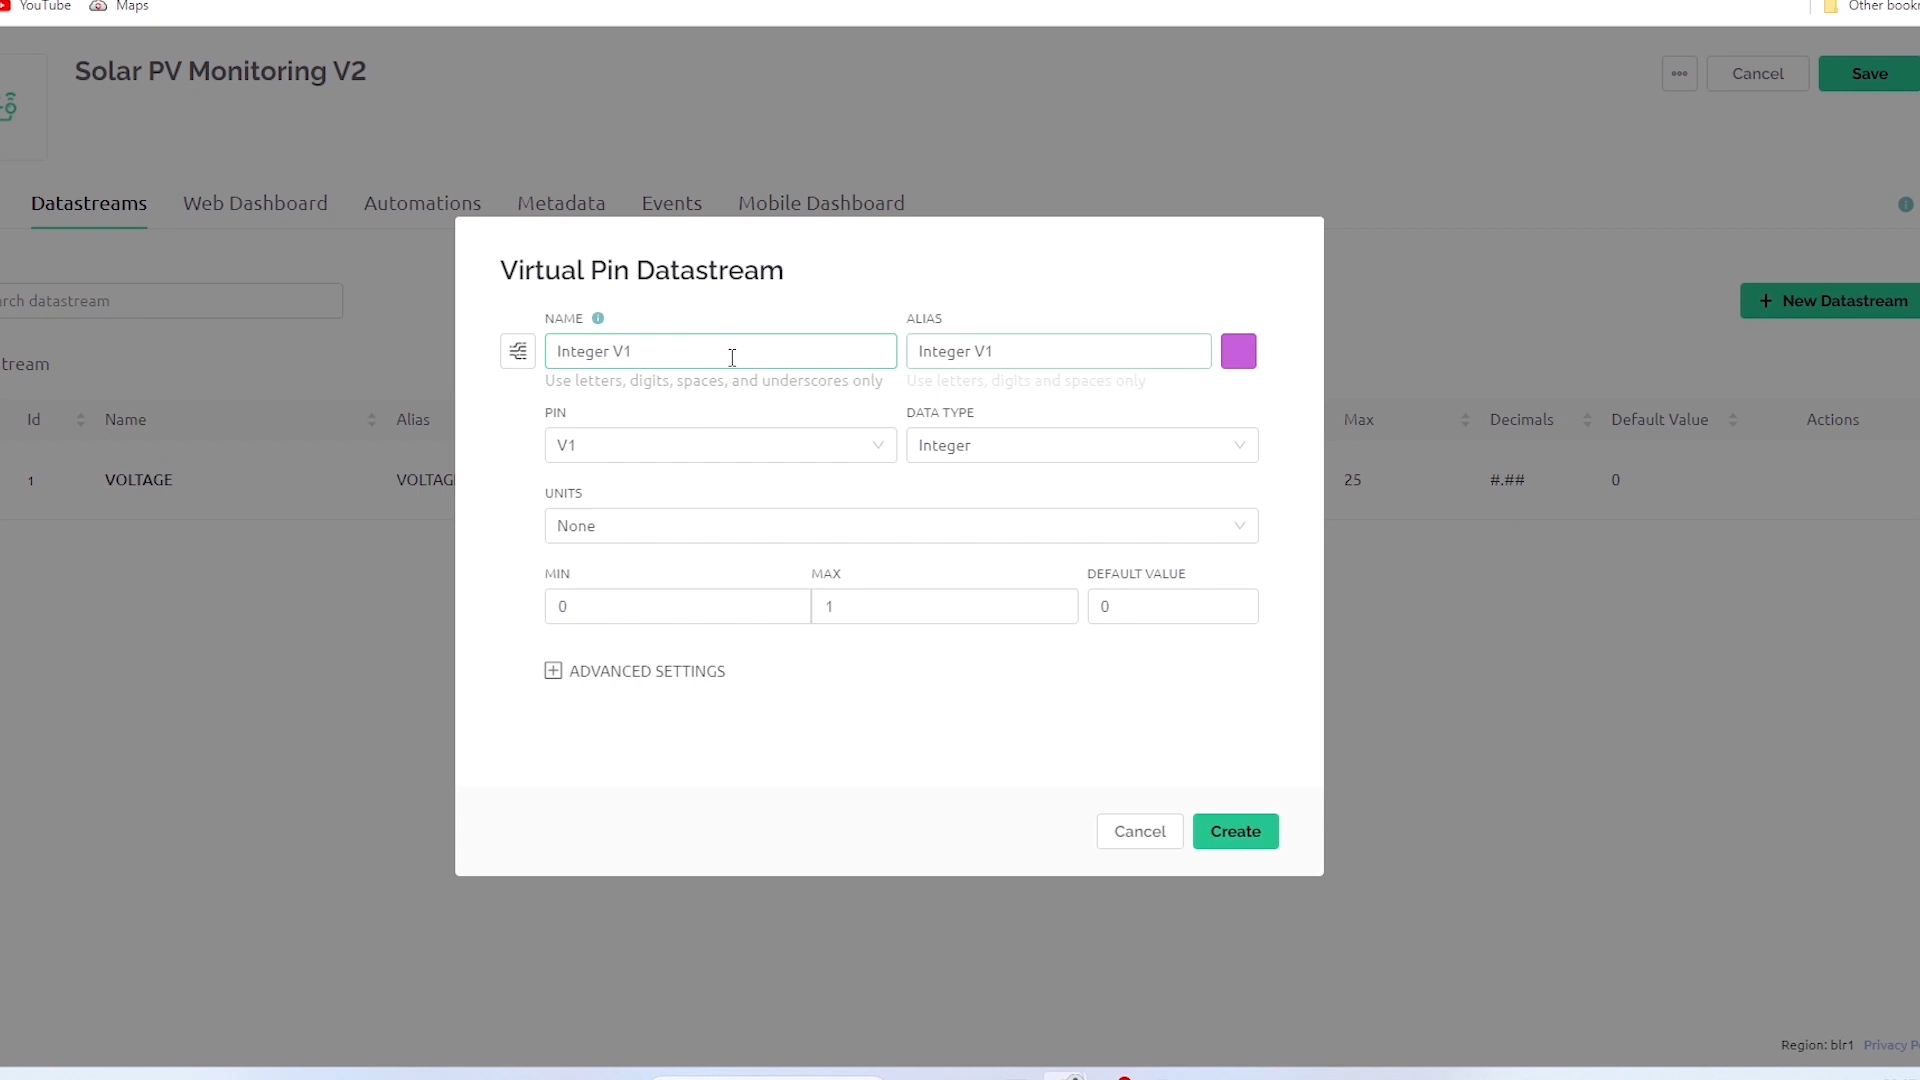 YouTube Maps Other bookr
Solar PV Monitoring V2
Cancel Save
Datastreams Web Dashboard Automations Metadata Events Mobile Dashboard
Virtual Pin Datastream
rch datastream
+ New Datastream
NAME ALIAS
Integer V1 Integer V1
Use letters, digits, spaces, and underscores only Use letters, digits and spaces only
tream
PIN DATA TYPE
Id Name Alias Max Decimals Default Value Actions
V1 Integer
1 VOLTAGE VOLTAG 25 #.## 0
UNITS
None
MIN MAX DEFAULT VALUE
0 1 0
ADVANCED SETTINGS
Cancel Create
Region: blr1 Privacy P